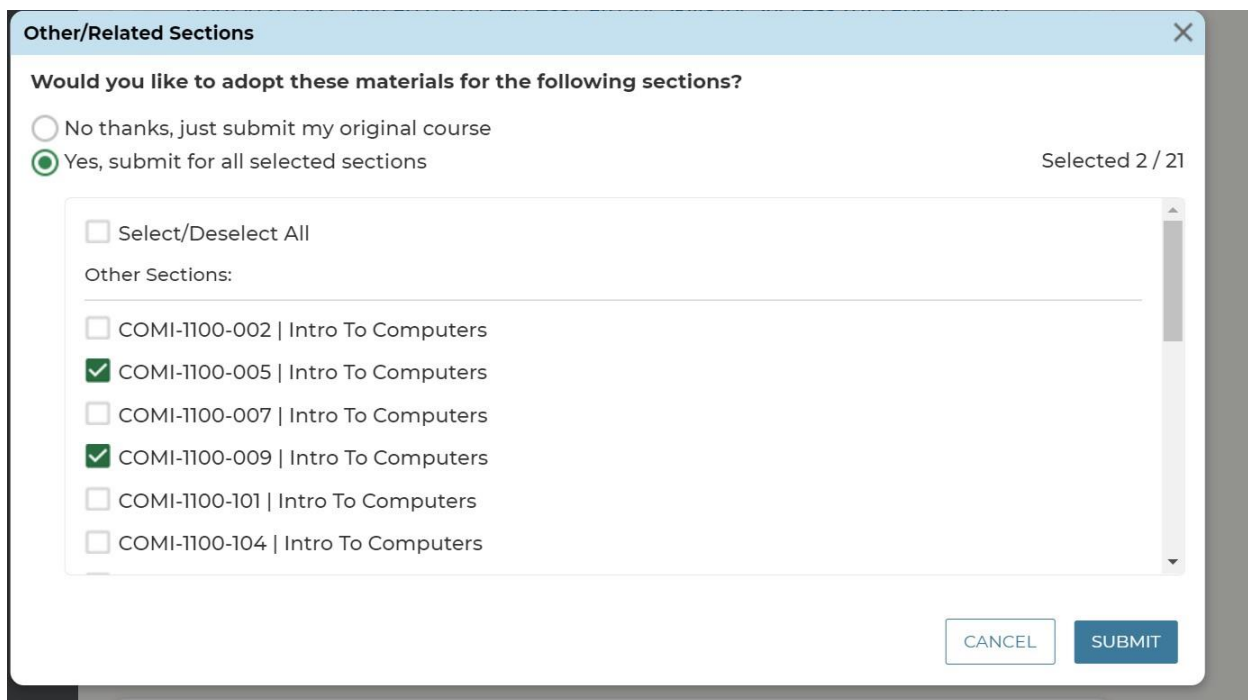 Other/Related Sections
Would you like to adopt these materials for the following sections?
No thanks, just submit my original course
Yes, submit for all selected sections
Selected 2 / 21
Select/Deselect All
Other Sections:
COMI-1100-002 | Intro To Computers
COMI-1100-005 | Intro To Computers
COMI-1100-007 | Intro To Computers
COMI-1100-009 | Intro To Computers
COMI-1100-101 | Intro To Computers
COMI-1100-104 | Intro To Computers
CANCEL
SUBMIT